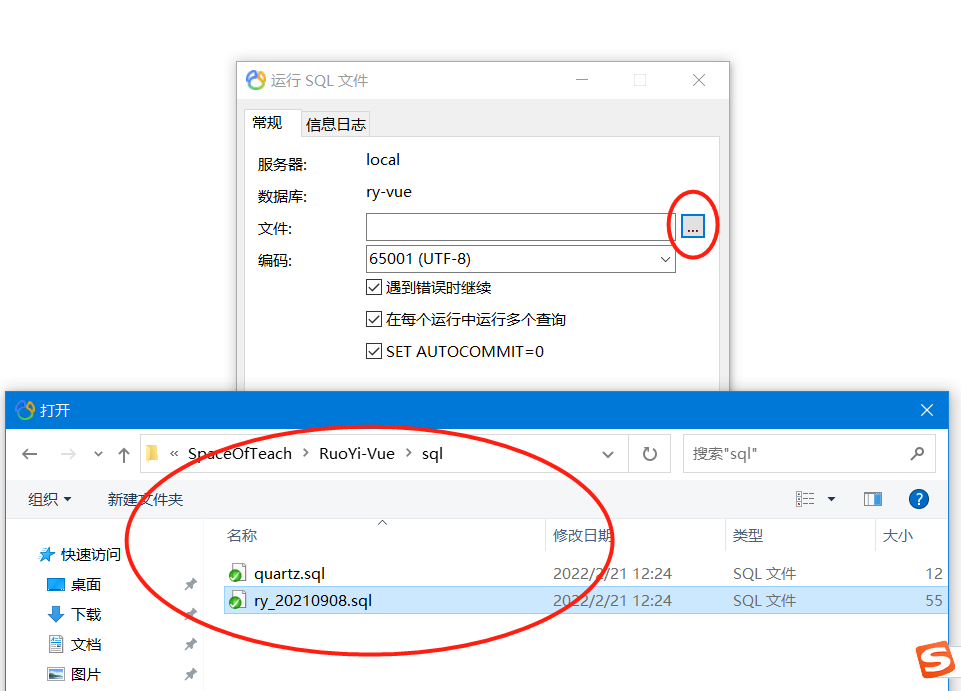 运行 SQL 文件
常规 信息日志
服务器: local
数据库: ry-vue
文件: ...
编码: 65001 (UTF-8)
遇到错误时继续
在每个运行中运行多个查询
SET AUTOCOMMIT=0
打开
« SpaceOfTeach › RuoYi-Vue › sql 搜索"sql"
组织 新建文件夹 ?
名称 修改日期 类型 大小
快速访问
quartz.sql 2022/2/21 12:24 SQL 文件 12
桌面
ry_20210908.sql 2022/2/21 12:24 SQL 文件 55
下载
文档
图片
S